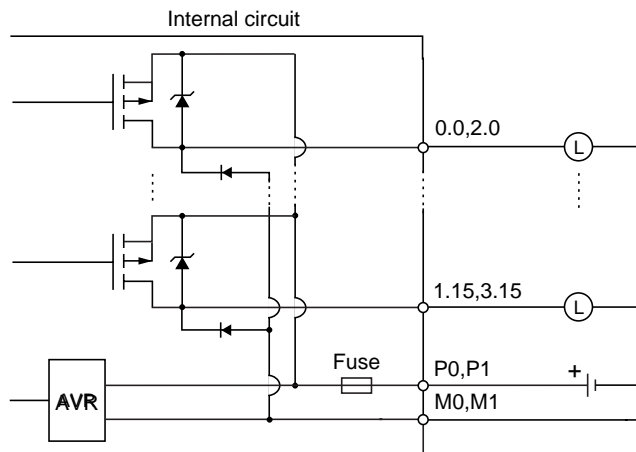 Internal circuit
0.0,2.0
L
1.15,3.15
L
Fuse
P0,P1
+
AVR
M0,M1